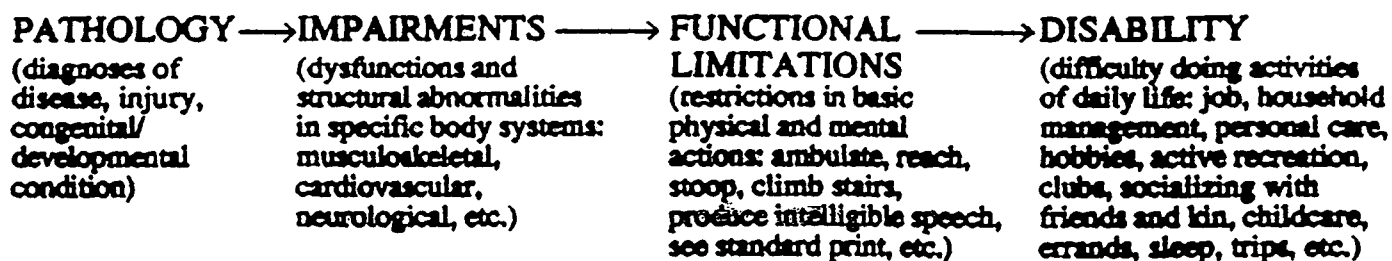 PATHOLOGY → IMPAIRMENTS → FUNCTIONAL LIMITATIONS → DISABILITY
(diagnoses of
disease, injury,
congenital/
developmental
condition)
(dysfunctions and
structural abnormalities
in specific body systems:
musculoskeletal,
cardiovascular,
neurological, etc.)
(restrictions in basic
physical and mental
actions: ambulate, reach,
stoop, climb stairs,
produce intelligible speech,
see standard print, etc.)
(difficulty doing activities
of daily life: job, household
management, personal care,
hobbies, active recreation,
clubs, socializing with
friends and kin, childcare,
errands, sleep, trips, etc.)